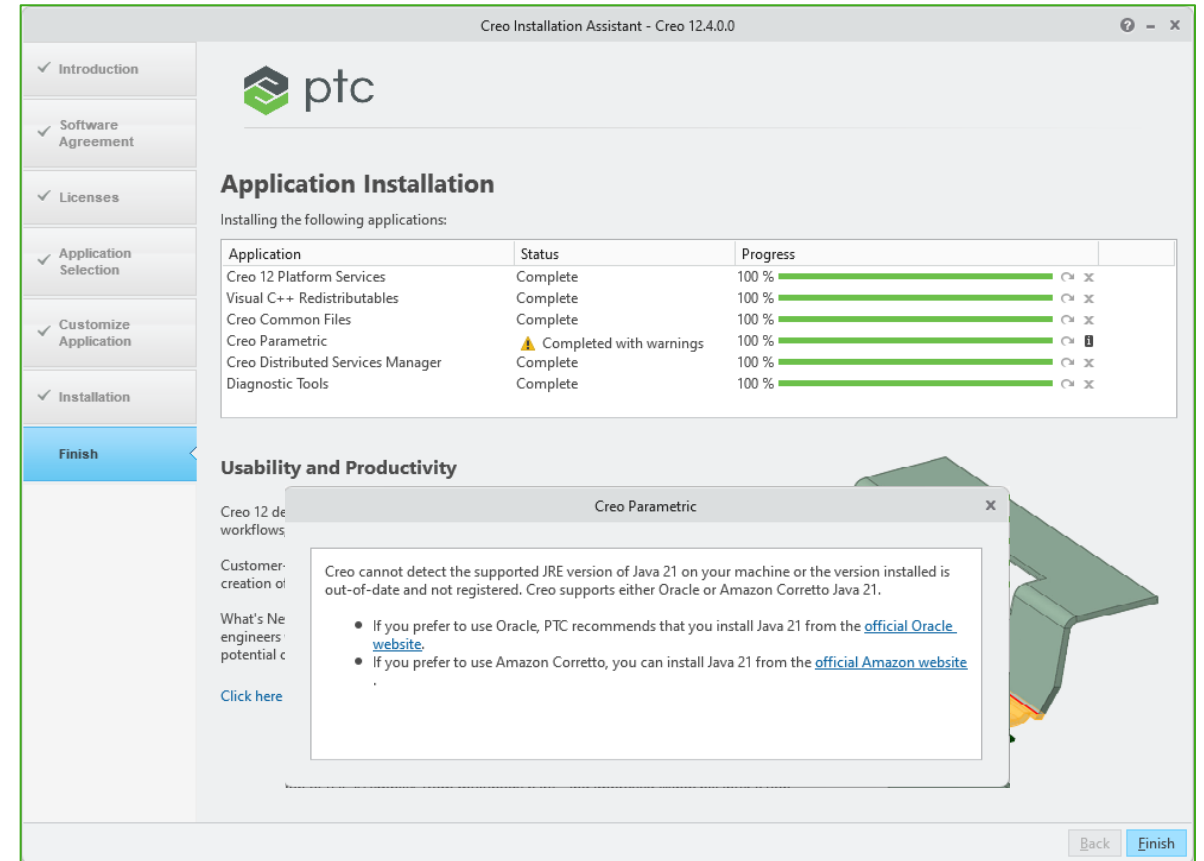 Creo Installation Assistant - Creo 12.4.0.0
Introduction
Software
Agreement
Licenses
Application
Selection
Customize
Application
Installation
Finish
ptc
Application Installation
Installing the following applications:
Application Status Progress
Creo 12 Platform Services Complete 100 %
Visual C++ Redistributables Complete 100 %
Creo Common Files Complete 100 %
Creo Parametric Completed with warnings 100 %
Creo Distributed Services Manager Complete 100 %
Diagnostic Tools Complete 100 %
Usability and Productivity
Creo 12 de
workflows,
Customer-
creation of
What's Ne
engineers
potential c
Click here
Creo Parametric
Creo cannot detect the supported JRE version of Java 21 on your machine or the version installed is
out-of-date and not registered. Creo supports either Oracle or Amazon Corretto Java 21.
• If you prefer to use Oracle, PTC recommends that you install Java 21 from the official Oracle
website.
• If you prefer to use Amazon Corretto, you can install Java 21 from the official Amazon website
.
Back Finish